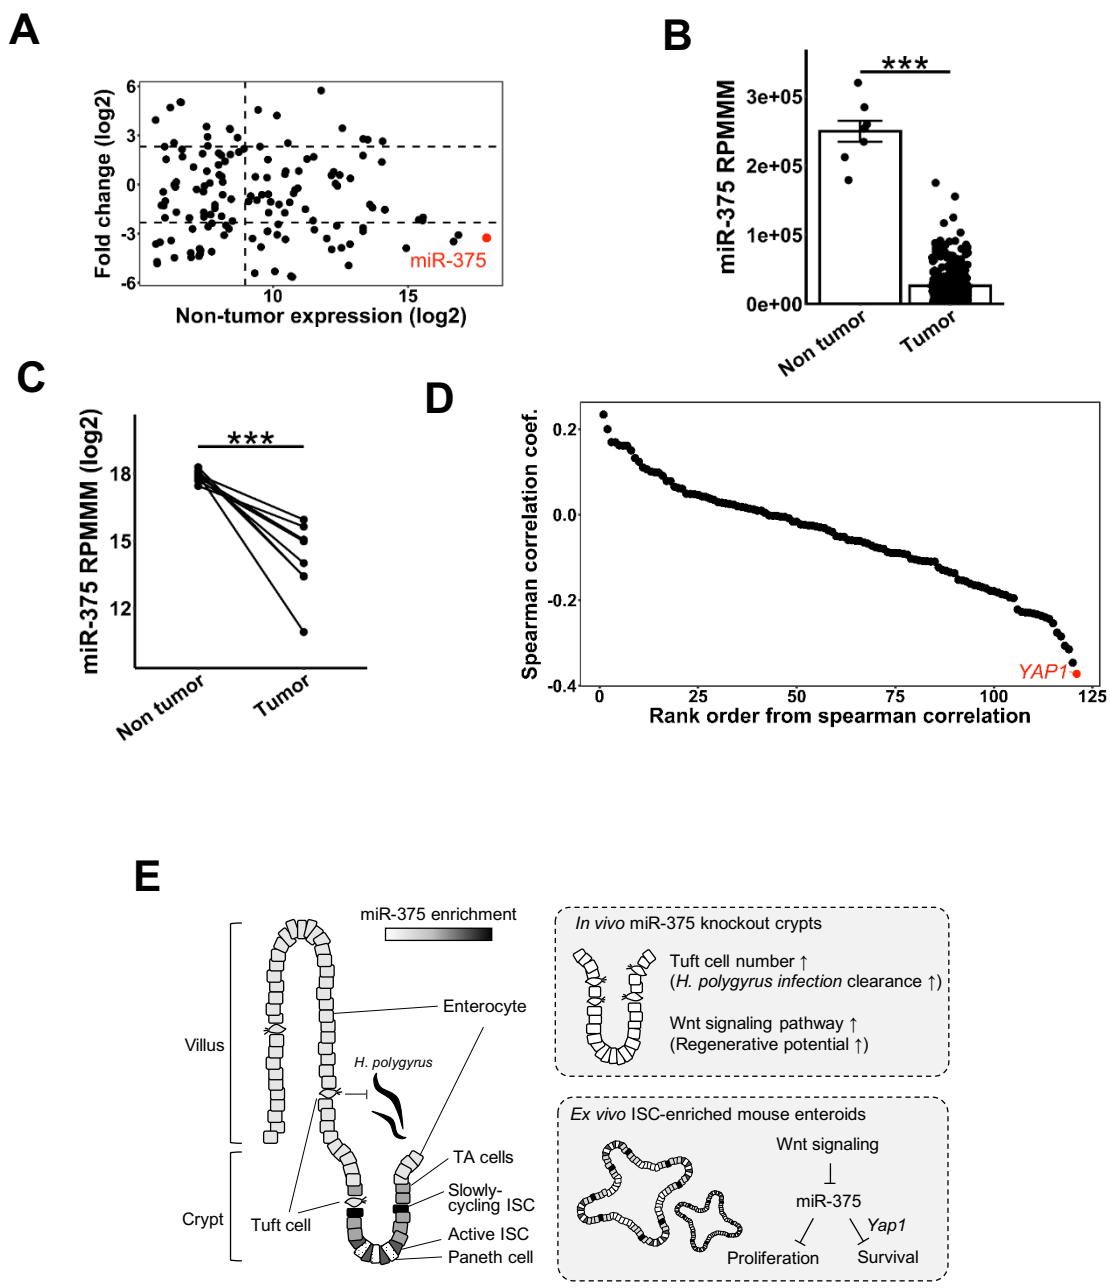 A
6
3
0
-3
-6
Fold change (log2)
miR-375
10
15
Non-tumor expression (log2)
B
***
3e+05
2e+05
1e+05
0e+00
miR-375 RPMMM
Non tumor
Tumor
C
***
18
15
12
miR-375 RPMMM (log2)
Non tumor
Tumor
D
0.2
0.0
-0.2
-0.4
Spearman correlation coef.
YAP1
0
25
50
75
100
125
Rank order from spearman correlation
E
miR-375 enrichment
Villus
Enterocyte
H. polygyrus
Crypt
Tuft cell
TA cells
Slowly-
cycling ISC
Active ISC
Paneth cell
In vivo miR-375 knockout crypts
Tuft cell number ↑
(H. polygyrus infection clearance ↑)
Wnt signaling pathway ↑
(Regenerative potential ↑)
Ex vivo ISC-enriched mouse enteroids
Wnt signaling
miR-375
Yap1
Proliferation
Survival